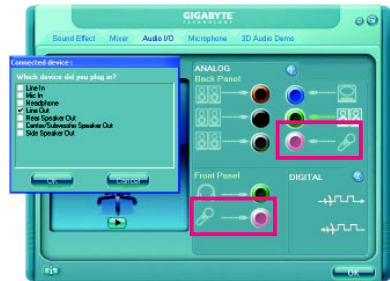 GIGABYTE
TECHNOLOGY
Sound Effect Mixer Audio I/O Microphone 3D Audio Demo
Connected device :
Which device did you plug in?
Line In
Mic In
Headphone
Line Out
Rear Speaker Out
Center/Subwoofer Speaker Out
Side Speaker Out
OK Cancel
ANALOG
Back Panel
Front Panel
DIGITAL
OK